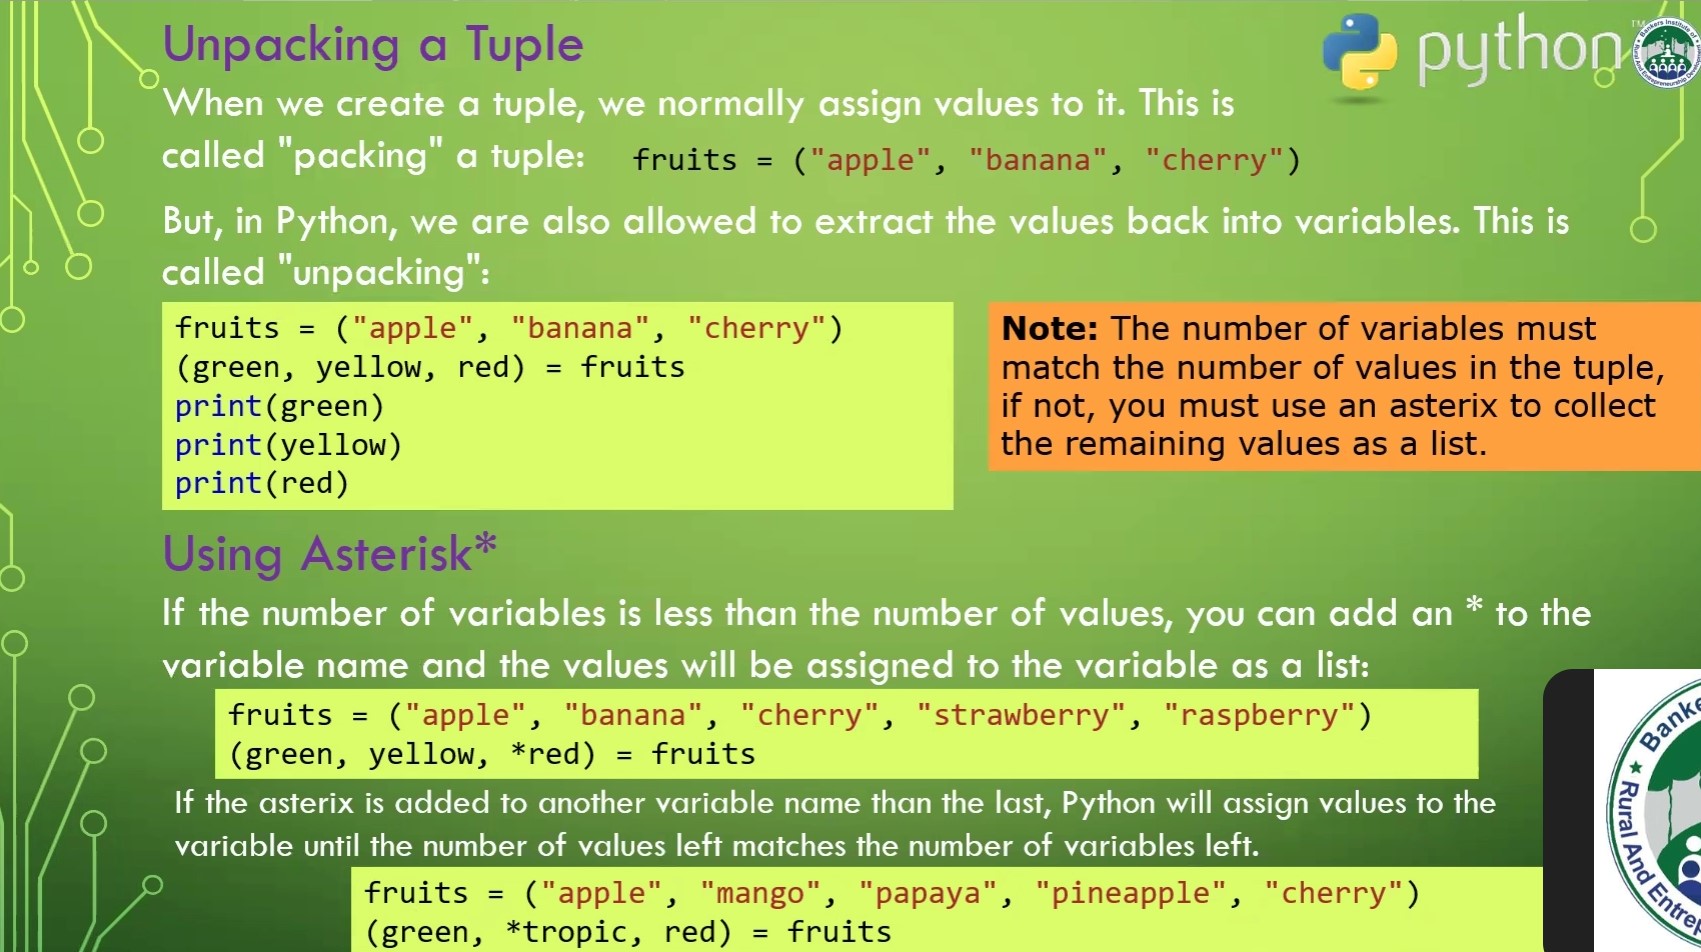 Unpacking a Tuple
python
TM
When we create a tuple, we normally assign values to it. This is
called "packing" a tuple: fruits = ("apple", "banana", "cherry")
But, in Python, we are also allowed to extract the values back into variables. This is
called "unpacking":
fruits = ("apple", "banana", "cherry")
(green, yellow, red) = fruits
print(green)
print(yellow)
print(red)
Note: The number of variables must
match the number of values in the tuple,
if not, you must use an asterix to collect
the remaining values as a list.
Using Asterisk*
If the number of variables is less than the number of values, you can add an * to the
variable name and the values will be assigned to the variable as a list:
fruits = ("apple", "banana", "cherry", "strawberry", "raspberry")
(green, yellow, *red) = fruits
If the asterix is added to another variable name than the last, Python will assign values to the
variable until the number of values left matches the number of variables left.
fruits = ("apple", "mango", "papaya", "pineapple", "cherry")
(green, *tropic, red) = fruits
Rural And